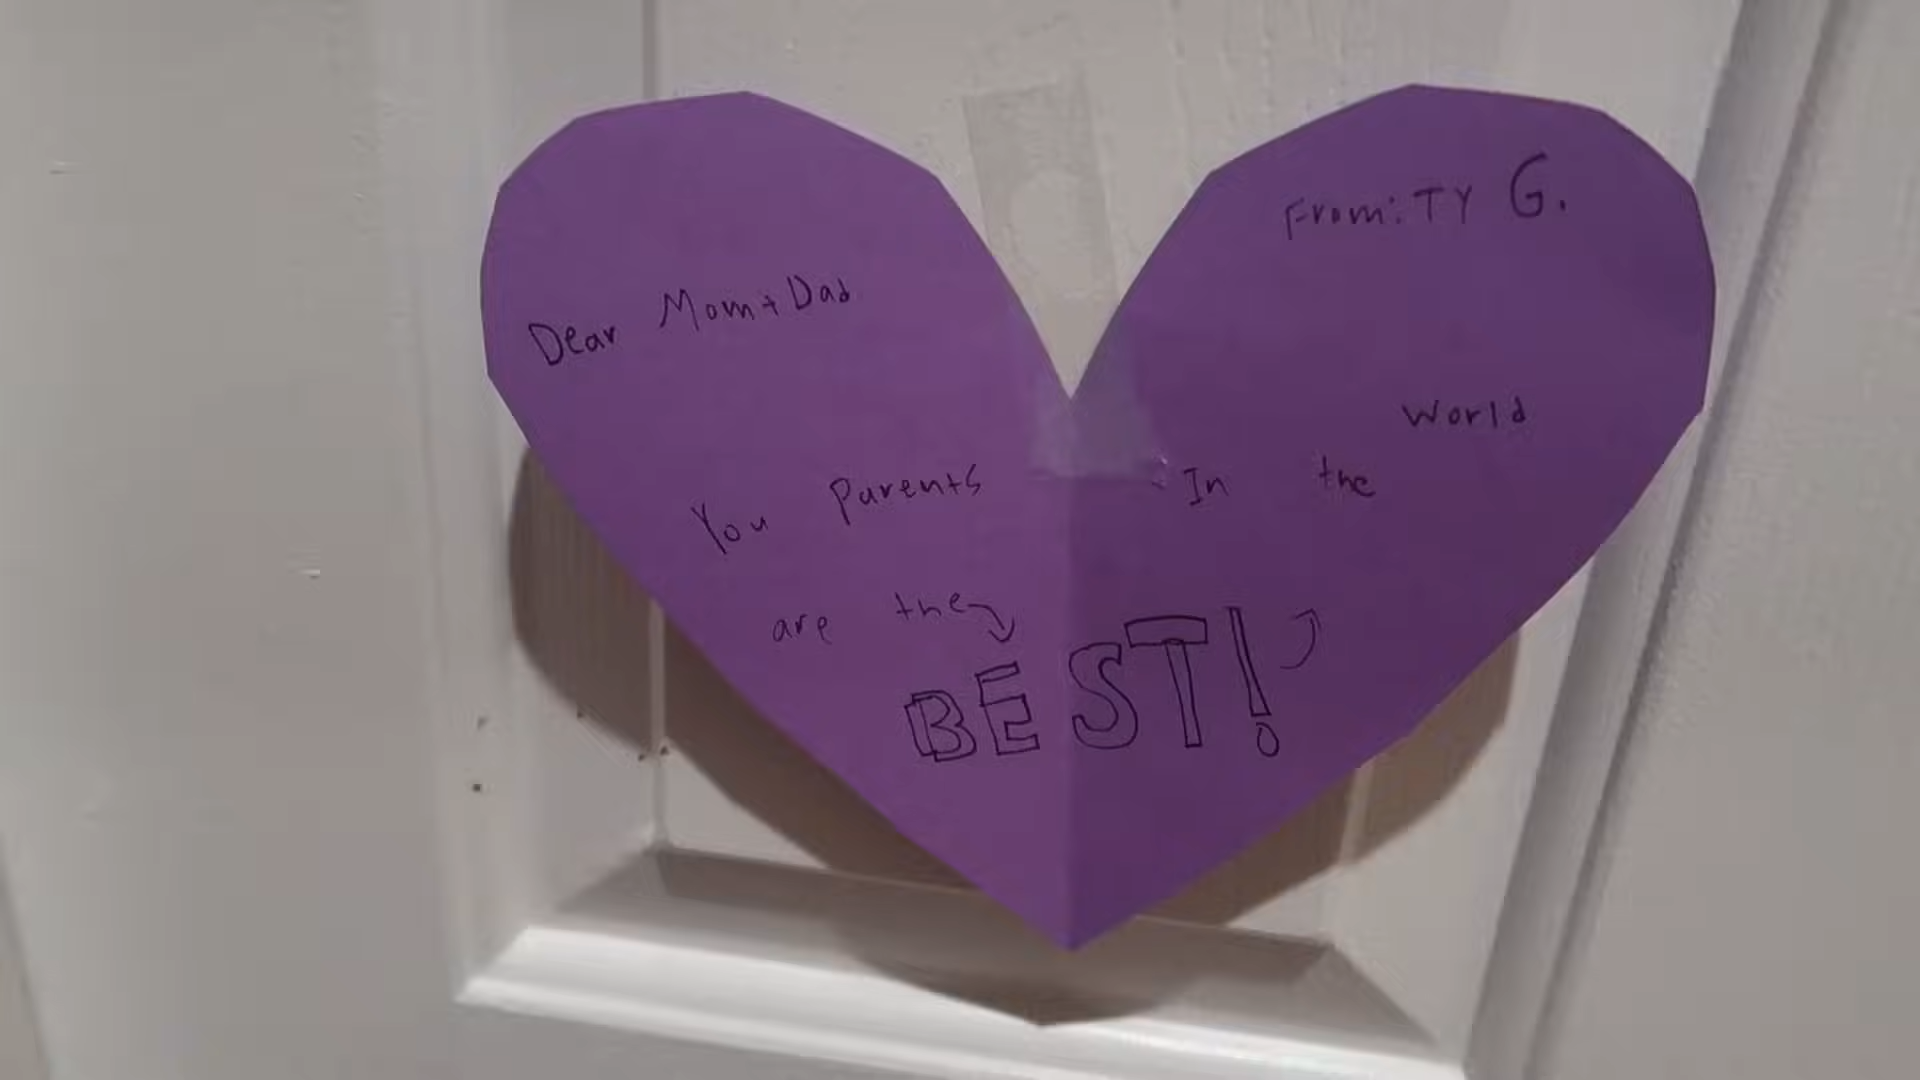 Dear Mom + Dad
You parents
are the
BEST!
In the World
From: TY G.